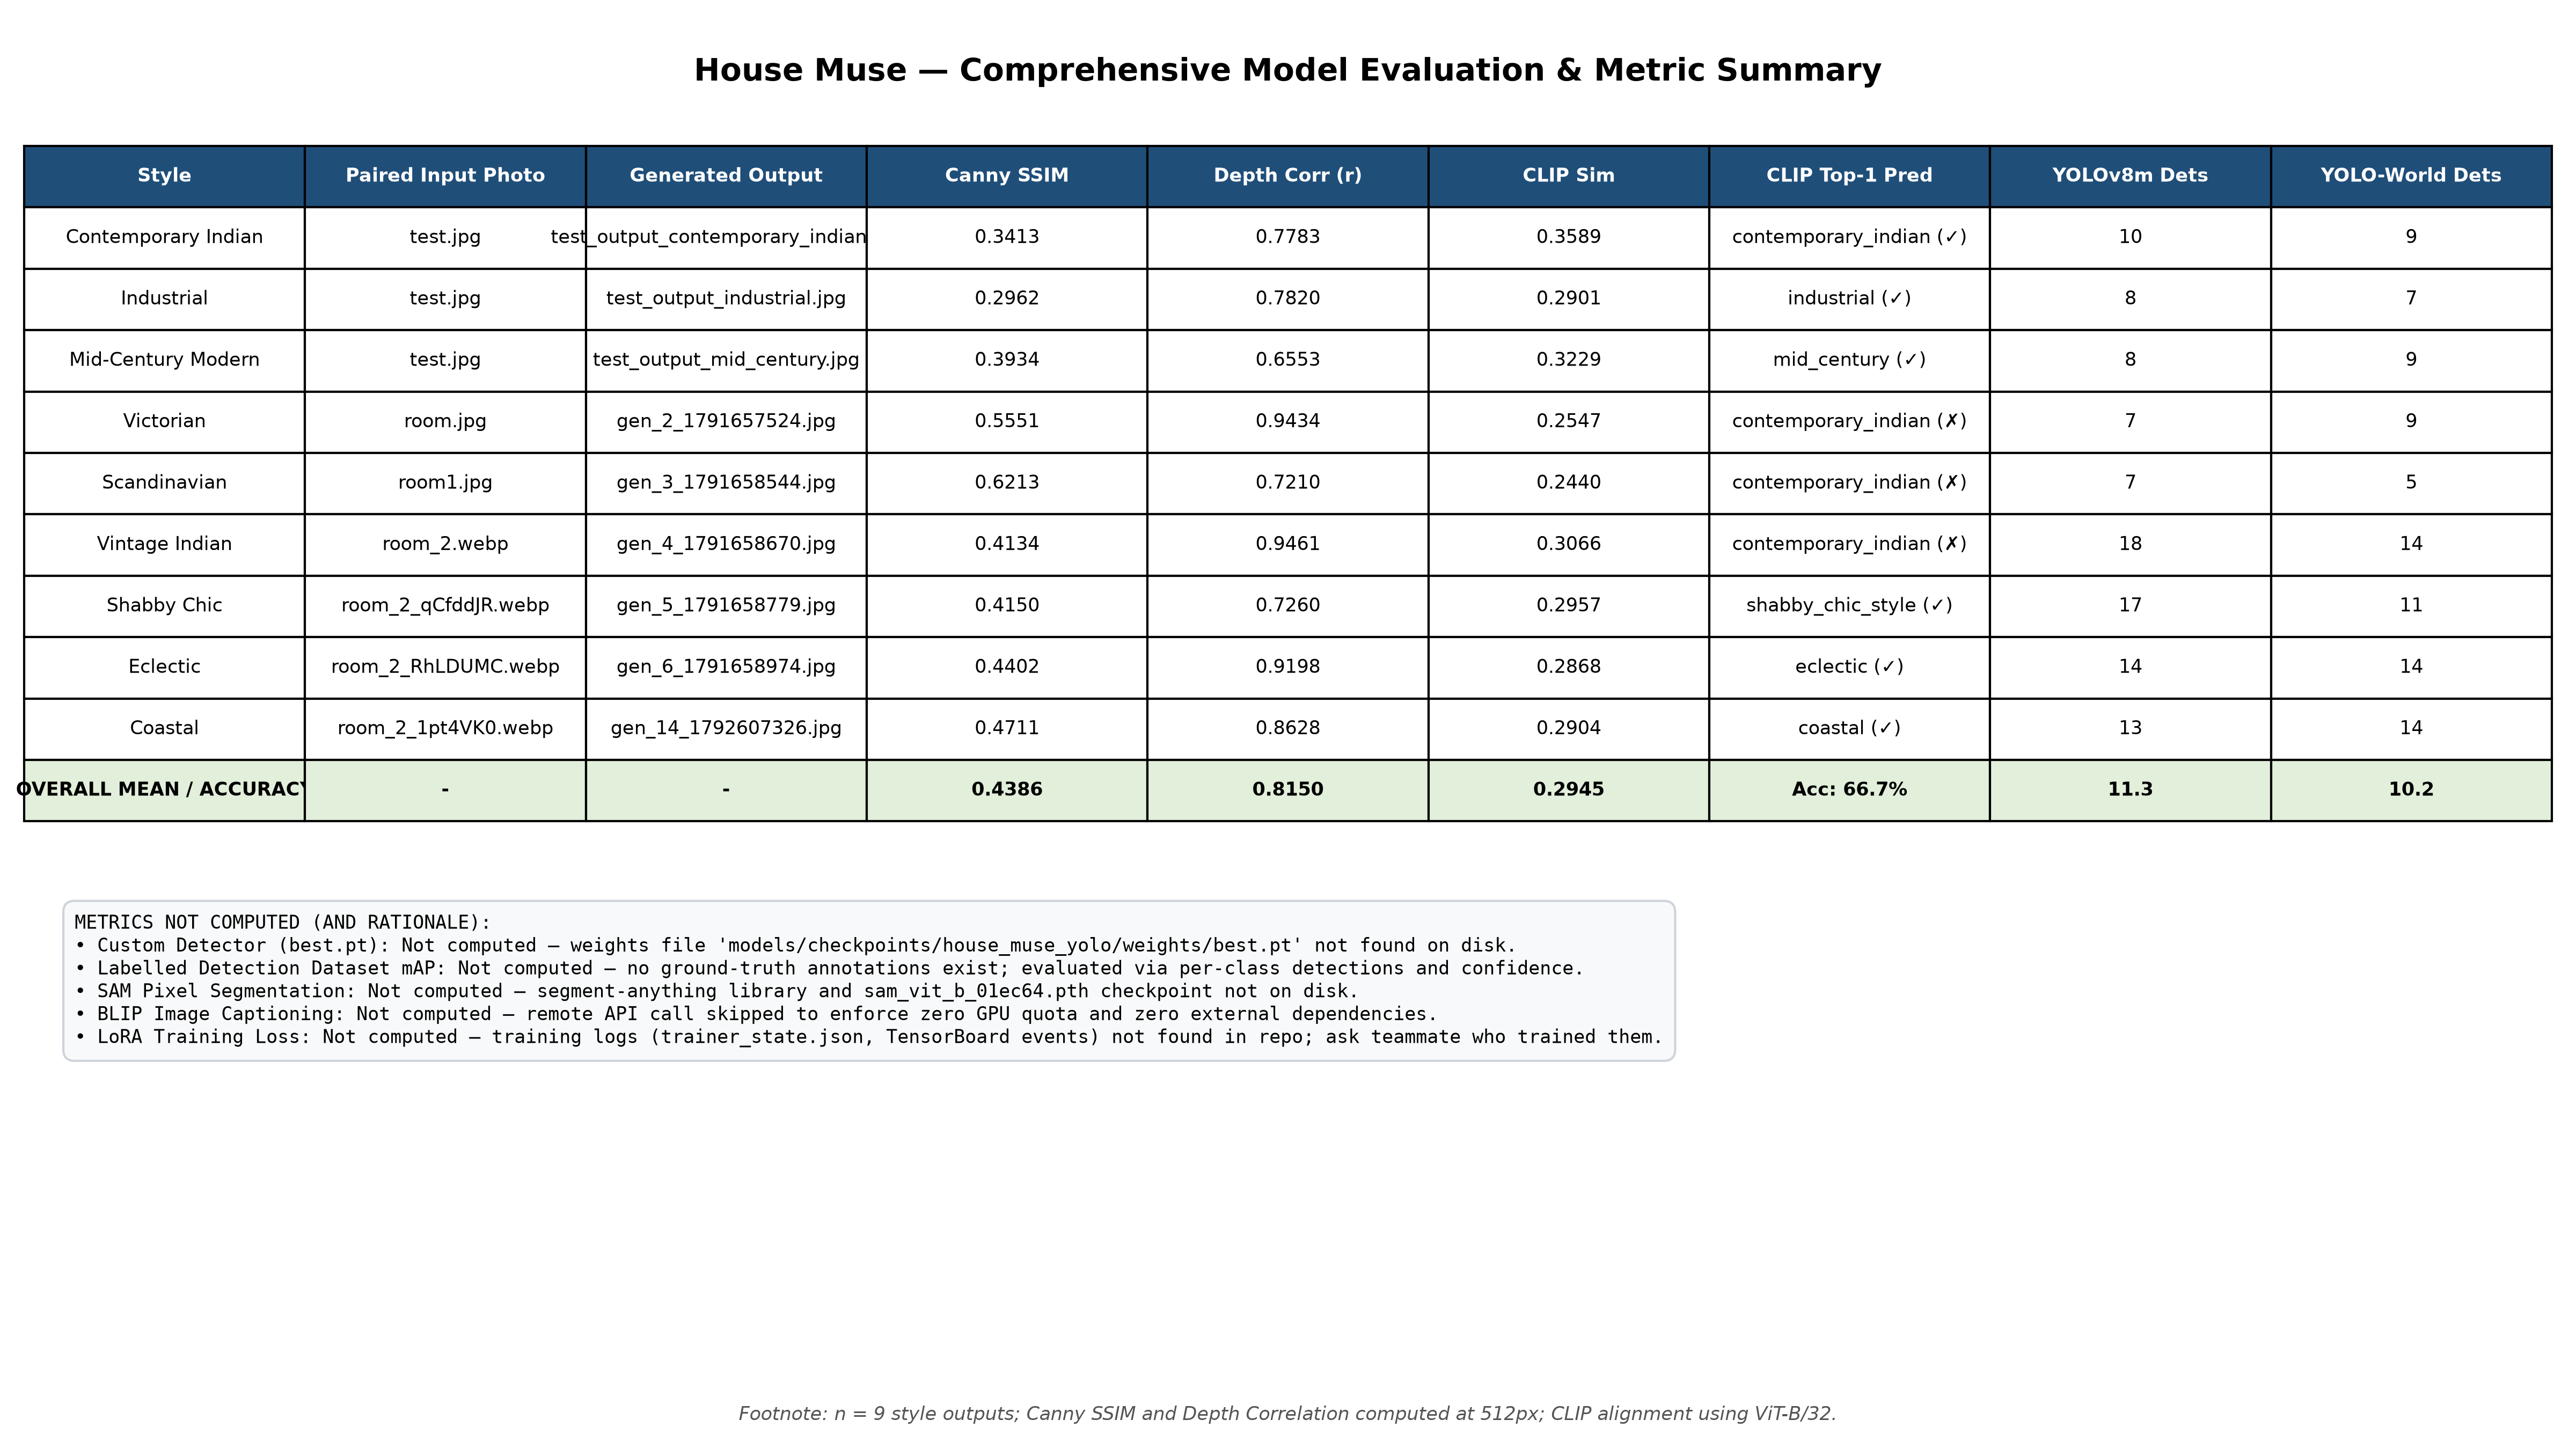 House Muse — Comprehensive Model Evaluation & Metric Summary
Style Paired Input Photo Generated Output Canny SSIM Depth Corr (r) CLIP Sim CLIP Top-1 Pred YOLOv8m Dets YOLO-World Dets
Contemporary Indian test.jpg test_output_contemporary_indian 0.3413 0.7783 0.3589 contemporary_indian (✓) 10 9
Industrial test.jpg test_output_industrial.jpg 0.2962 0.7820 0.2901 industrial (✓) 8 7
Mid-Century Modern test.jpg test_output_mid_century.jpg 0.3934 0.6553 0.3229 mid_century (✓) 8 9
Victorian room.jpg gen_2_1791657524.jpg 0.5551 0.9434 0.2547 contemporary_indian (✗) 7 9
Scandinavian room1.jpg gen_3_1791658544.jpg 0.6213 0.7210 0.2440 contemporary_indian (✗) 7 5
Vintage Indian room_2.webp gen_4_1791658670.jpg 0.4134 0.9461 0.3066 contemporary_indian (✗) 18 14
Shabby Chic room_2_qCfddJR.webp gen_5_1791658779.jpg 0.4150 0.7260 0.2957 shabby_chic_style (✓) 17 11
Eclectic room_2_RhLDUMC.webp gen_6_1791658974.jpg 0.4402 0.9198 0.2868 eclectic (✓) 14 14
Coastal room_2_1pt4VK0.webp gen_14_1792607326.jpg 0.4711 0.8628 0.2904 coastal (✓) 13 14
OVERALL MEAN / ACCURACY - - 0.4386 0.8150 0.2945 Acc: 66.7% 11.3 10.2
METRICS NOT COMPUTED (AND RATIONALE):
• Custom Detector (best.pt): Not computed — weights file 'models/checkpoints/house_muse_yolo/weights/best.pt' not found on disk.
• Labelled Detection Dataset mAP: Not computed — no ground-truth annotations exist; evaluated via per-class detections and confidence.
• SAM Pixel Segmentation: Not computed — segment-anything library and sam_vit_b_01ec64.pth checkpoint not on disk.
• BLIP Image Captioning: Not computed — remote API call skipped to enforce zero GPU quota and zero external dependencies.
• LoRA Training Loss: Not computed — training logs (trainer_state.json, TensorBoard events) not found in repo; ask teammate who trained them.
Footnote: n = 9 style outputs; Canny SSIM and Depth Correlation computed at 512px; CLIP alignment using ViT-B/32.